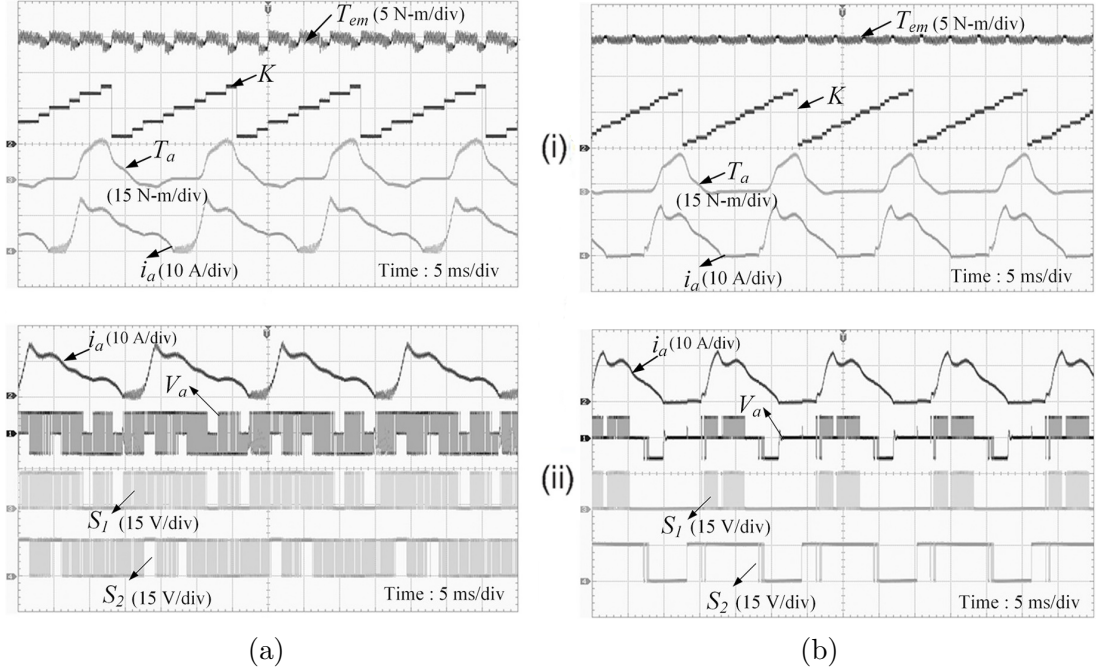 T_em (5 N-m/div)
K
T_a
(15 N-m/div)
i_a (10 A/div)
Time : 5 ms/div
(i)
T_em (5 N-m/div)
K
T_a
(15 N-m/div)
i_a (10 A/div)
Time : 5 ms/div
i_a (10 A/div)
V_a
S_1 (15 V/div)
S_2 (15 V/div)
Time : 5 ms/div
(ii)
i_a (10 A/div)
V_a
S_1 (15 V/div)
S_2 (15 V/div)
Time : 5 ms/div
(a)
(b)